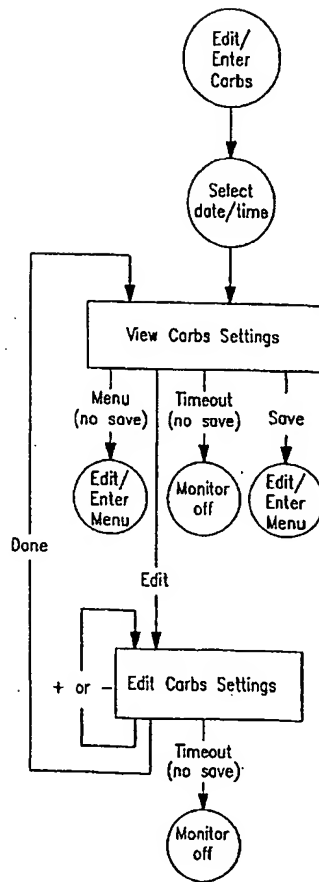 Edit/
Enter
Carbs
Select
date/time
View Carbs Settings
Menu
(no save)
Timeout
(no save)
Save
Edit/
Enter
Menu
Monitor
off
Edit/
Enter
Menu
Done
Edit
+ or -
Edit Carbs Settings
Timeout
(no save)
Monitor
off